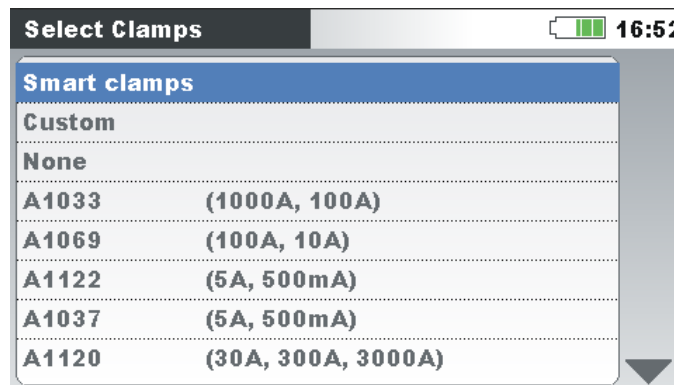 Select Clamps 16:52
Smart clamps
Custom
None
A1033 (1000A, 100A)
A1069 (100A, 10A)
A1122 (5A, 500mA)
A1037 (5A, 500mA)
A1120 (30A, 300A, 3000A)